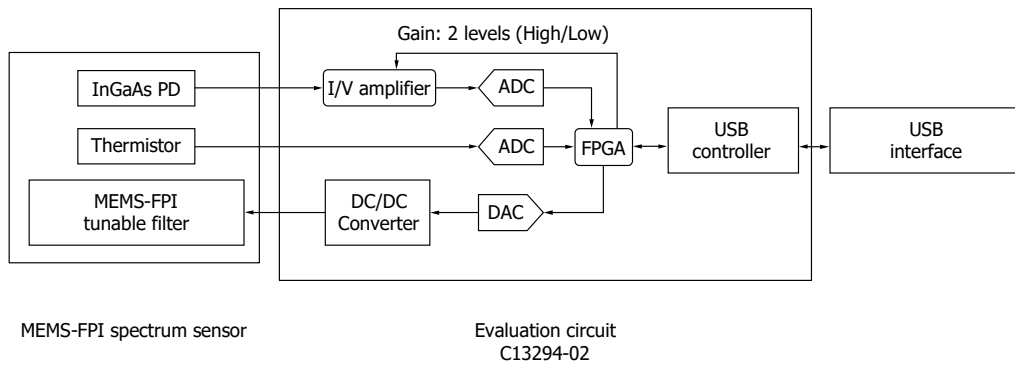 Gain: 2 levels (High/Low)
InGaAs PD
I/V amplifier
ADC
Thermistor
ADC
FPGA
USB
controller
USB
interface
MEMS-FPI
tunable filter
DC/DC
Converter
DAC
MEMS-FPI spectrum sensor
Evaluation circuit
C13294-02